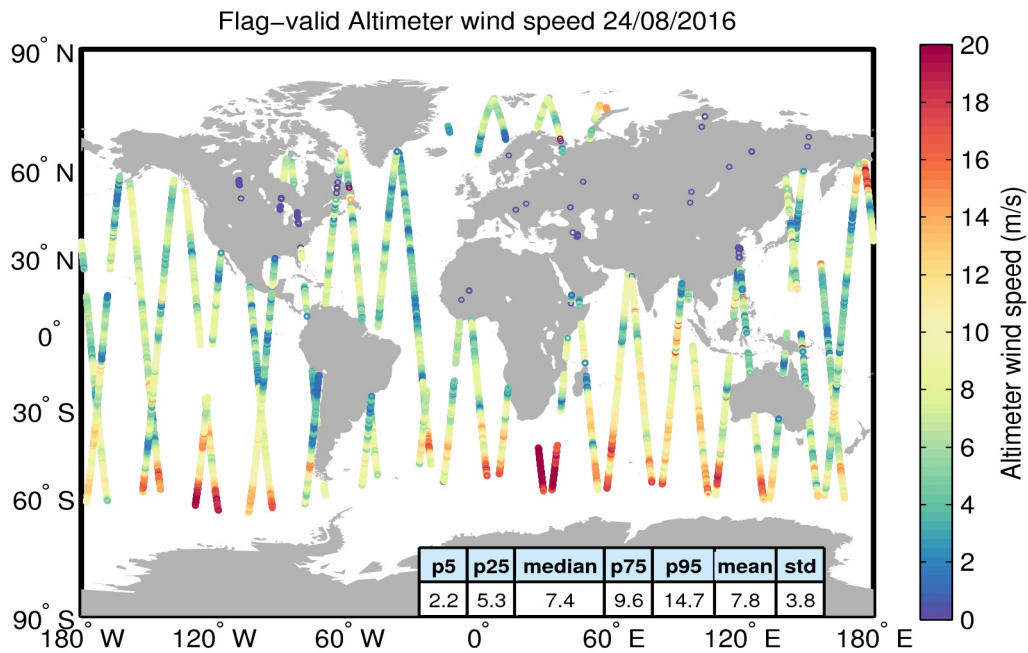 Flag−valid Altimeter wind speed 24/08/2016
90° N
60° N
30° N
0°
30° S
60° S
90° S
180° W
120° W
60° W
0°
60° E
120° E
180° E
p5 p25 median p75 p95 mean std
2.2 5.3 7.4 9.6 14.7 7.8 3.8
20
18
16
14
12
10
8
6
4
2
0
Altimeter wind speed (m/s)